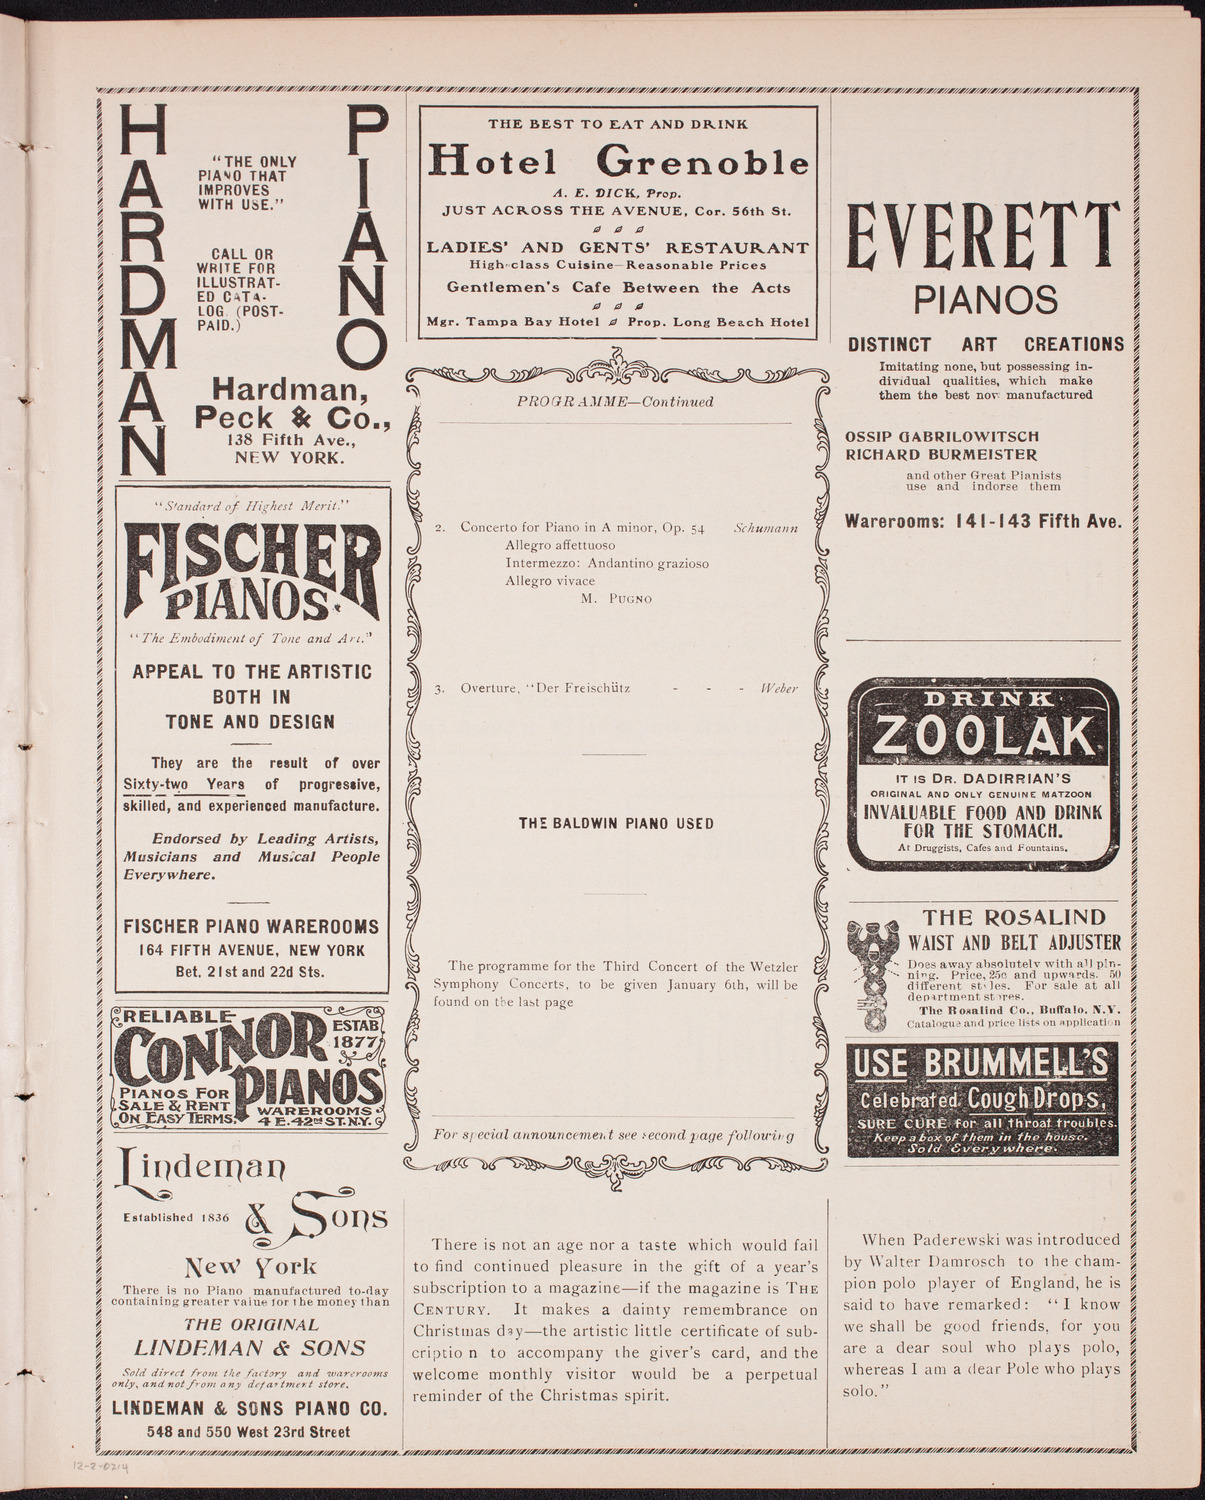 HARDMAN
PIANO
"THE ONLY
PIANO THAT
IMPROVES
WITH USE."
CALL OR
WRITE FOR
ILLUSTRAT-
ED CATA-
LOG. (POST-
PAID.)
Hardman,
Peck & Co.,
138 Fifth Ave.,
NEW YORK.
"Standard of Highest Merit."
FISCHER
PIANOS.
"The Embodiment of Tone and Art."
APPEAL TO THE ARTISTIC
BOTH IN
TONE AND DESIGN
They are the result of over
Sixty-two Years of progressive,
skilled, and experienced manufacture.
Endorsed by Leading Artists,
Musicians and Musical People
Everywhere.
FISCHER PIANO WAREROOMS
164 FIFTH AVENUE, NEW YORK
Bet. 21st and 22d Sts.
RELIABLE
CONNOR
ESTAB
1877
PIANOS
PIANOS FOR
SALE & RENT
ON EASY TERMS.
WAREROOMS
4 E. 42nd ST. N.Y.
Lindeman
Established 1836 & Sons
New York
There is no Piano manufactured to-day
containing greater value for the money than
THE ORIGINAL
LINDEMAN & SONS
Sold direct from the factory and warerooms
only, and not from any department store.
LINDEMAN & SONS PIANO CO.
548 and 550 West 23rd Street
THE BEST TO EAT AND DRINK
Hotel Grenoble
A. E. DICK, Prop.
JUST ACROSS THE AVENUE, Cor. 56th St.
LADIES' AND GENTS' RESTAURANT
High-class Cuisine—Reasonable Prices
Gentlemen's Cafe Between the Acts
Mgr. Tampa Bay Hotel Prop. Long Beach Hotel
PROGRAMME—Continued
2. Concerto for Piano in A minor, Op. 54 Schumann
Allegro affettuoso
Intermezzo: Andantino grazioso
Allegro vivace
M. PUGNO
3. Overture, "Der Freischütz - - - Weber
THE BALDWIN PIANO USED
The programme for the Third Concert of the Wetzler
Symphony Concerts, to be given January 6th, will be
found on the last page
For special announcement see second page following
There is not an age nor a taste which would fail
to find continued pleasure in the gift of a year's
subscription to a magazine—if the magazine is THE
CENTURY. It makes a dainty remembrance on
Christmas day—the artistic little certificate of sub-
scription to accompany the giver's card, and the
welcome monthly visitor would be a perpetual
reminder of the Christmas spirit.
EVERETT
PIANOS
DISTINCT ART CREATIONS
Imitating none, but possessing in-
dividual qualities, which make
them the best now manufactured
OSSIP GABRILOWITSCH
RICHARD BURMEISTER
and other Great Pianists
use and indorse them
Warerooms: 141-143 Fifth Ave.
DRINK
ZOOLAK
IT IS DR. DADIRRIAN'S
ORIGINAL AND ONLY GENUINE MATZOON
INVALUABLE FOOD AND DRINK
FOR THE STOMACH.
At Druggists, Cafes and Fountains.
THE ROSALIND
WAIST AND BELT ADJUSTER
Does away absolutely with all pin-
ning. Price, 25c and upwards. 50
different styles. For sale at all
department stores.
The Rosalind Co., Buffalo, N.Y.
Catalogue and price lists on application
USE BRUMMELL'S
Celebrated Cough Drops,
SURE CURE for all throat troubles.
Keep a box of them in the house.
Sold Everywhere.
When Paderewski was introduced
by Walter Damrosch to the cham-
pion polo player of England, he is
said to have remarked: "I know
we shall be good friends, for you
are a dear soul who plays polo,
whereas I am a dear Pole who plays
solo."
12-2-0214